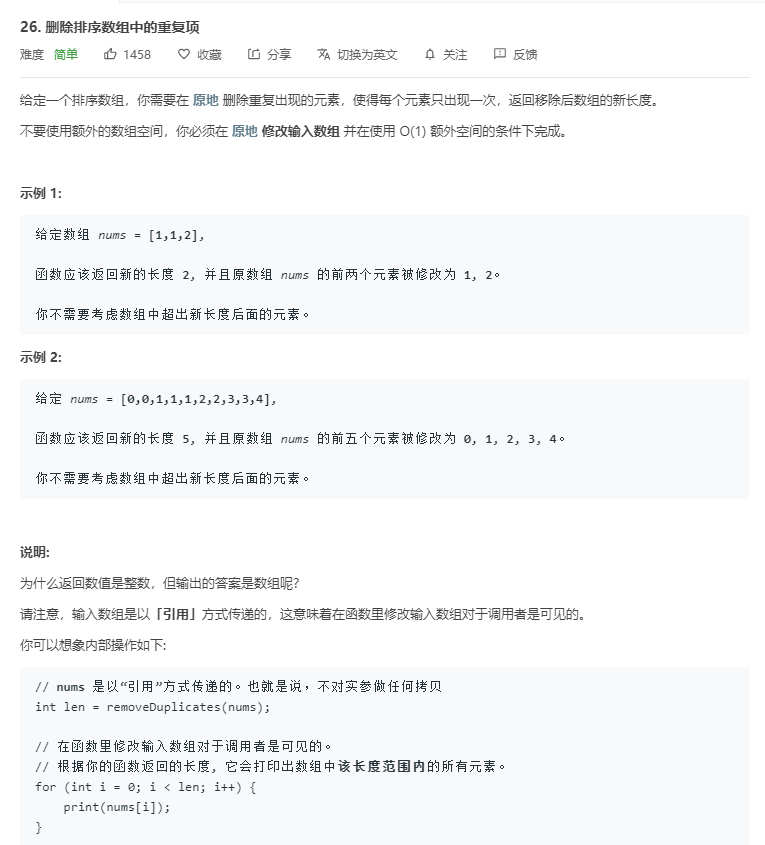 26. 删除排序数组中的重复项
难度 简单 1458 收藏 分享 切换为英文 关注 反馈
给定一个排序数组，你需要在 原地 删除重复出现的元素，使得每个元素只出现一次，返回移除后数组的新长度。
不要使用额外的数组空间，你必须在 原地 修改输入数组 并在使用 O(1) 额外空间的条件下完成。
示例 1:
给定数组 nums = [1,1,2],
函数应该返回新的长度 2, 并且原数组 nums 的前两个元素被修改为 1, 2。
你不需要考虑数组中超出新长度后面的元素。
示例 2:
给定 nums = [0,0,1,1,1,2,2,3,3,4],
函数应该返回新的长度 5, 并且原数组 nums 的前五个元素被修改为 0, 1, 2, 3, 4。
你不需要考虑数组中超出新长度后面的元素。
说明:
为什么返回数值是整数，但输出的答案是数组呢?
请注意，输入数组是以「引用」方式传递的，这意味着在函数里修改输入数组对于调用者是可见的。
你可以想象内部操作如下:
// nums 是以“引用”方式传递的。也就是说，不对实参做任何拷贝
int len = removeDuplicates(nums);
// 在函数里修改输入数组对于调用者是可见的。
// 根据你的函数返回的长度, 它会打印出数组中该长度范围内的所有元素。
for (int i = 0; i < len; i++) {
    print(nums[i]);
}